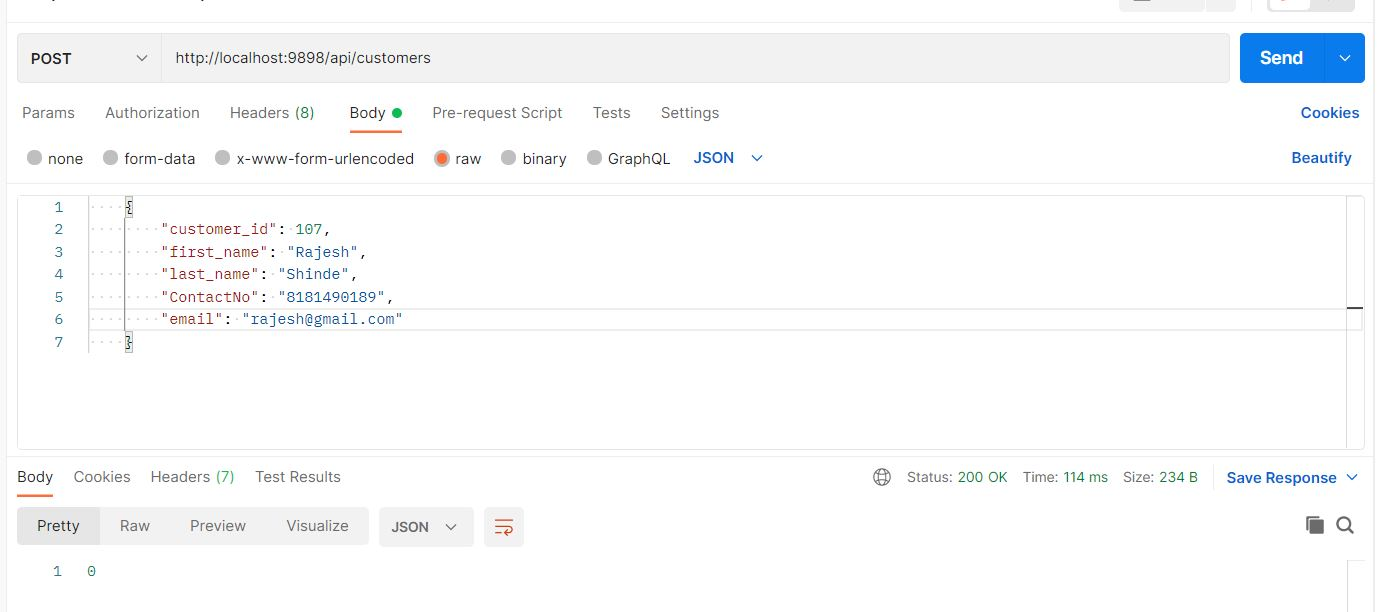 POST http://localhost:9898/api/customers Send
Params Authorization Headers (8) Body Pre-request Script Tests Settings Cookies
none form-data x-www-form-urlencoded raw binary GraphQL JSON Beautify
1 {
2 "customer_id": 107,
3 "first_name": "Rajesh",
4 "last_name": "Shinde",
5 "ContactNo": "8181490189",
6 "email": "rajesh@gmail.com"
7 }
Body Cookies Headers (7) Test Results Status: 200 OK Time: 114 ms Size: 234 B Save Response
Pretty Raw Preview Visualize JSON
1 0